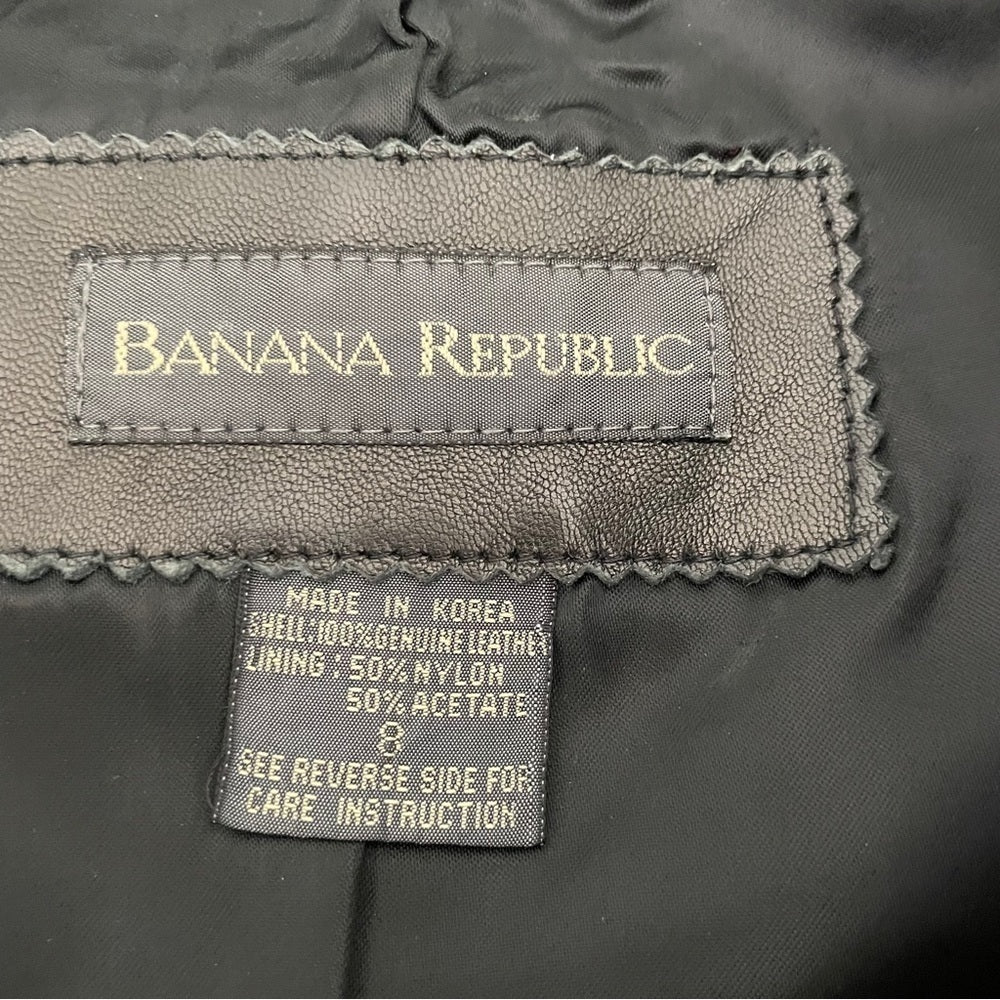 BANANA REPUBLIC
MADE IN KOREA
SHELL:100%GENUINE LEATHER
LINING: 50%NYLON
50%ACETATE
8
SEE REVERSE SIDE FOR
CARE INSTRUCTION